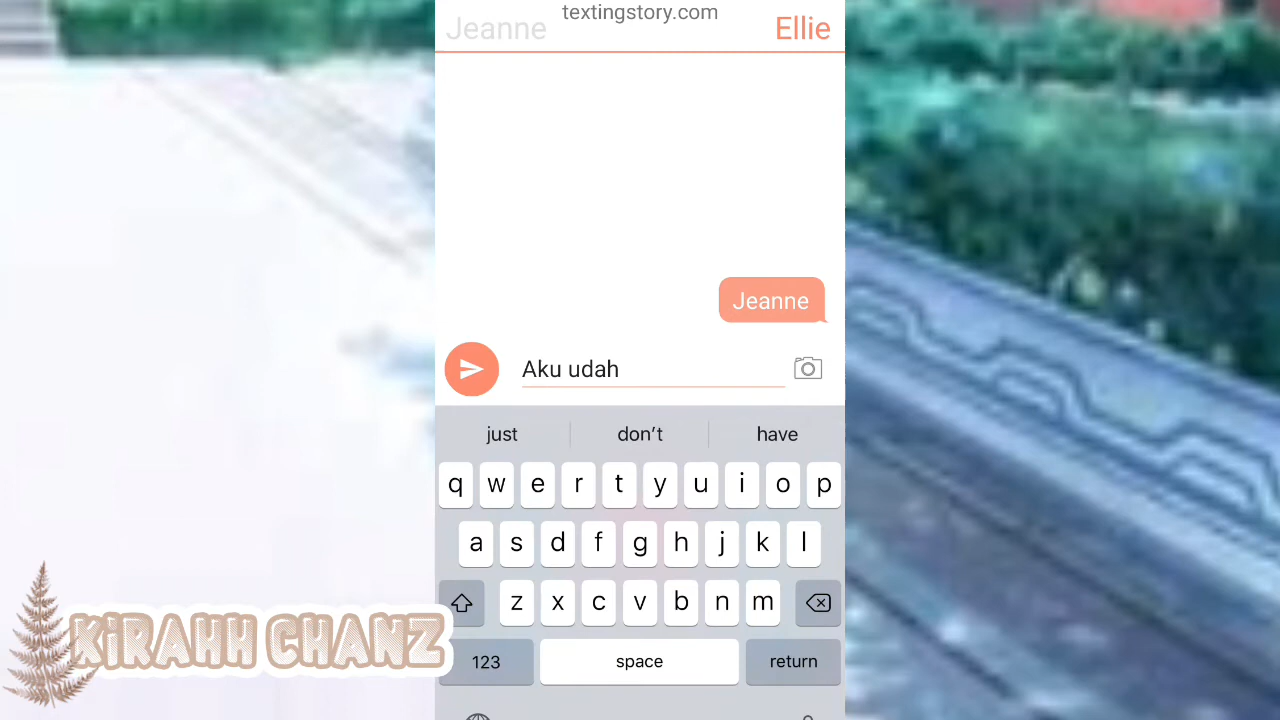 textingstory.com
Jeanne
Ellie
Jeanne
Aku udah
just don't have
q w e r t y u i o p
a s d f g h j k l
z x c v b n m
123 space return
KiRAHH CHANZ